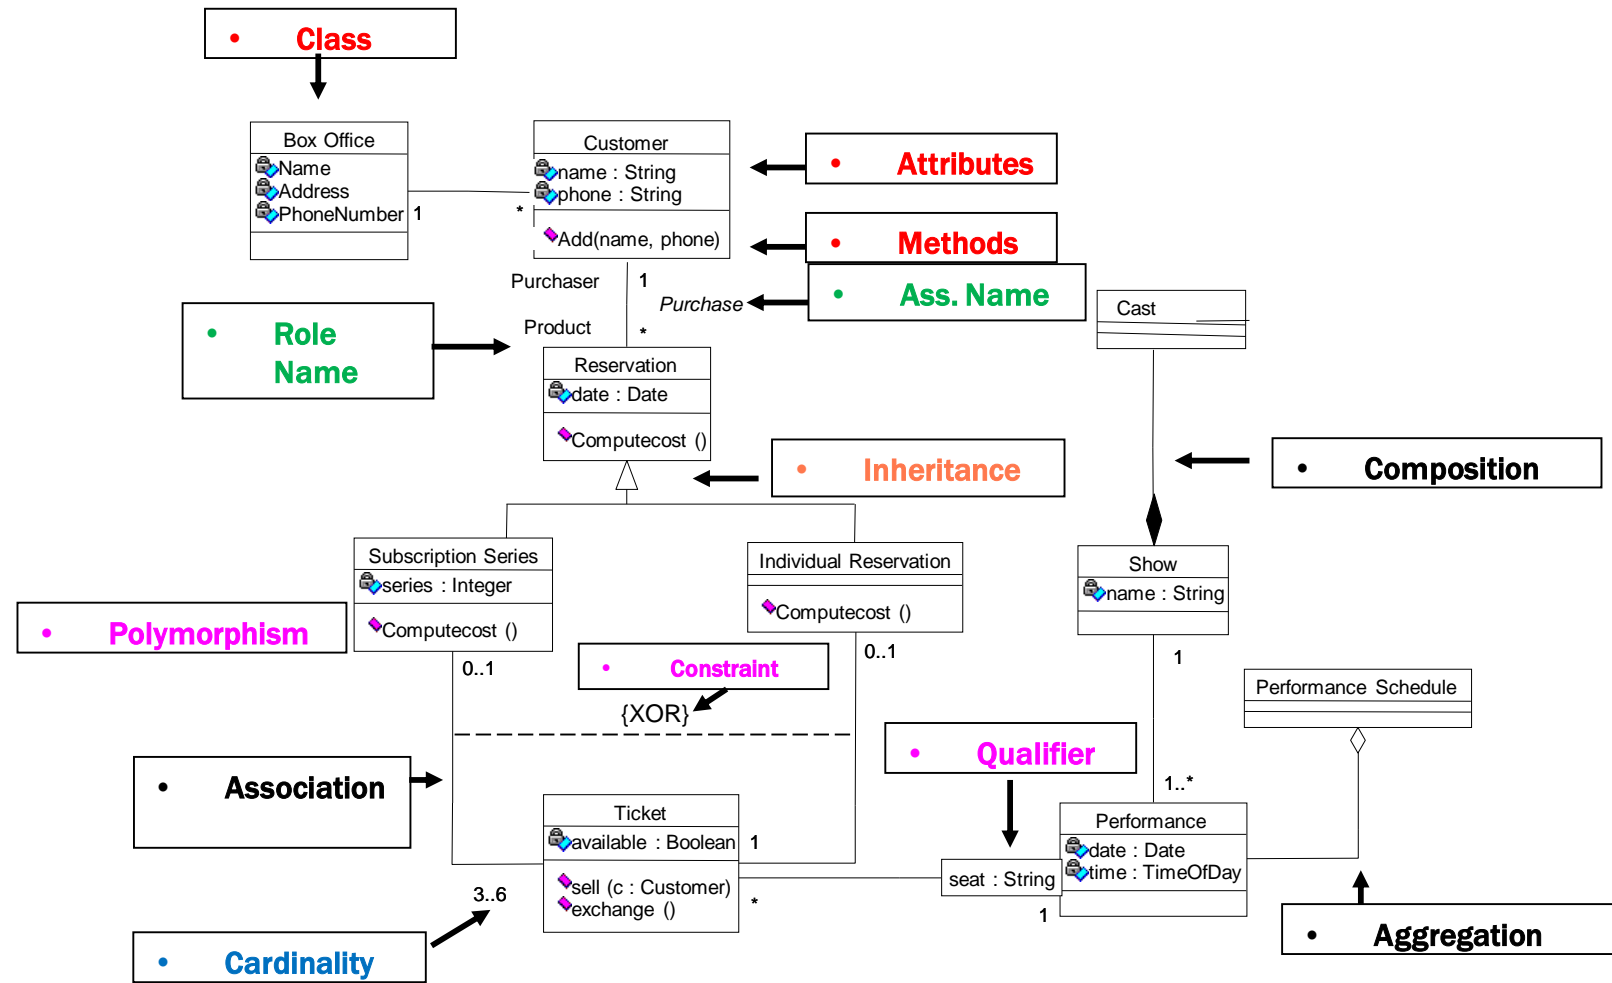 • Class
Box Office
Name
Address
PhoneNumber
1
*
Customer
name : String
phone : String
Add(name, phone)
• Attributes
• Methods
• Ass. Name
Purchaser
1
Purchase
Product
*
• Role
Name
Cast
Reservation
date : Date
Computecost ()
• Inheritance
• Composition
Subscription Series
series : Integer
Computecost ()
Individual Reservation
Computecost ()
Show
name : String
• Polymorphism
0..1
• Constraint
0..1
1
{XOR}
Performance Schedule
• Qualifier
• Association
1..*
Ticket
available : Boolean
sell (c : Customer)
exchange ()
1
*
3..6
seat : String
1
Performance
date : Date
time : TimeOfDay
• Cardinality
• Aggregation